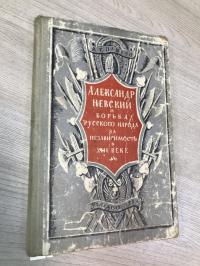 АЛЕКСАНДР
НЕВСКИЙ
И
БОРЬБА
РУССКОГО НАРОДА
ЗА
НЕЗАВИСИМОСТЬ
В
XIII ВЕКЕ